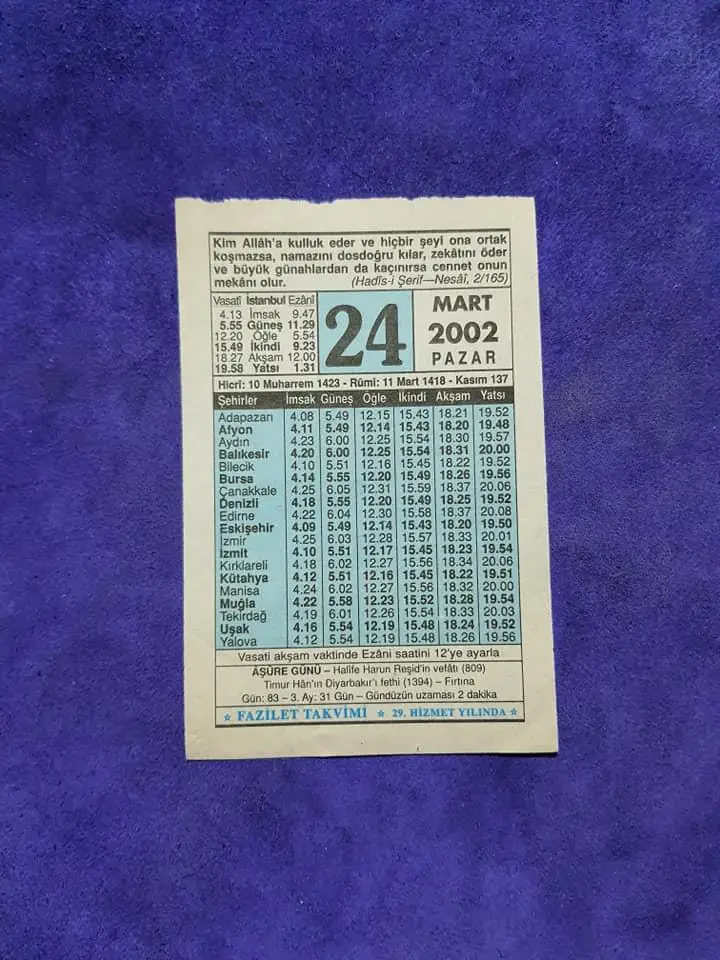 Kim Allâh'a kulluk eder ve hiçbir şeyi ona ortak
koşmazsa, namazını dosdoğru kılar, zekâtını öder
ve büyük günahlardan da kaçınırsa cennet onun
mekânı olur. (Hadîs-i Şerîf—Nesâî, 2/165)
Vasatî İstanbul Ezânî
4.13 İmsak 9.47
5.55 Güneş 11.29
12.20 Öğle 5.54
15.49 İkindi 9.23
18.27 Akşam 12.00
19.58 Yatsı 1.31
24
MART
2002
PAZAR
Hicrî: 10 Muharrem 1423 - Rûmî: 11 Mart 1418 - Kasım 137
Şehirler İmsak Güneş Öğle İkindi Akşam Yatsı
Adapazarı 4.08 5.49 12.15 15.43 18.21 19.52
Afyon 4.11 5.49 12.14 15.43 18.20 19.48
Aydın 4.23 6.00 12.25 15.54 18.30 19.57
Balıkesir 4.20 6.00 12.25 15.54 18.31 20.00
Bilecik 4.10 5.51 12.16 15.45 18.22 19.52
Bursa 4.14 5.55 12.20 15.49 18.26 19.56
Çanakkale 4.25 6.05 12.31 15.59 18.37 20.06
Denizli 4.18 5.55 12.20 15.49 18.25 19.52
Edirne 4.22 6.04 12.30 15.58 18.37 20.08
Eskişehir 4.09 5.49 12.14 15.43 18.20 19.50
İzmir 4.25 6.03 12.28 15.57 18.33 20.01
İzmit 4.10 5.51 12.17 15.45 18.23 19.54
Kırklareli 4.18 6.02 12.27 15.56 18.34 20.06
Kütahya 4.12 5.51 12.16 15.45 18.22 19.51
Manisa 4.24 6.02 12.27 15.56 18.32 20.00
Muğla 4.22 5.58 12.23 15.52 18.28 19.54
Tekirdağ 4.19 6.01 12.26 15.54 18.33 20.03
Uşak 4.16 5.54 12.19 15.48 18.24 19.52
Yalova 4.12 5.54 12.19 15.48 18.26 19.56
Vasati akşam vaktinde Ezânî saatini 12'ye ayarla
ÂŞÛRE GÜNÜ – Halîfe Harun Reşîd'in vefâtı (809)
Timur Hân'ın Diyarbakır'ı fethi (1394) – Fırtına
Gün: 83 – 3. Ay: 31 Gün – Gündüzün uzaması 2 dakika
★ FAZİLET TAKVİMİ ★ 29. HİZMET YILINDA ★